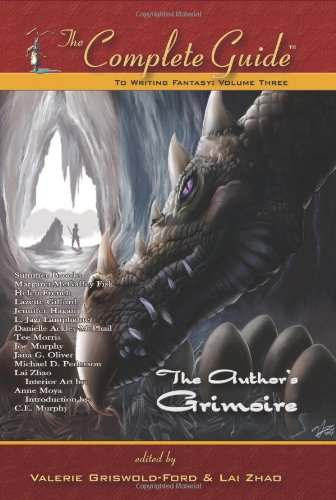 The Complete Guide™
To Writing Fantasy: Volume Three
Summer Brooks
Margaret McGaffey Fisk
Helen French
Lazette Gifford
Jennifer Hagan
L. Jagi Lamplighter
Danielle Ackley-McPhail
Tee Morris
Joe Murphy
Jana G. Oliver
Michael D. Pederson
Lai Zhao
Interior Art by:
Anne Moya
Introduction by
C.E. Murphy
The Author's
Grimoire
edited by
Valerie Griswold-Ford & Lai Zhao